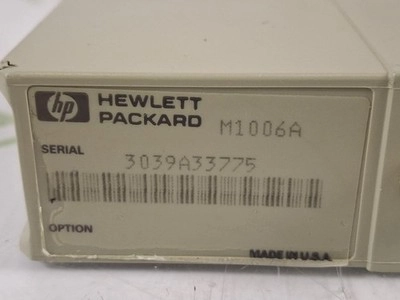 hp HEWLETT
PACKARD M1006A
SERIAL
3039A33775
OPTION
MADE IN U.S.A.